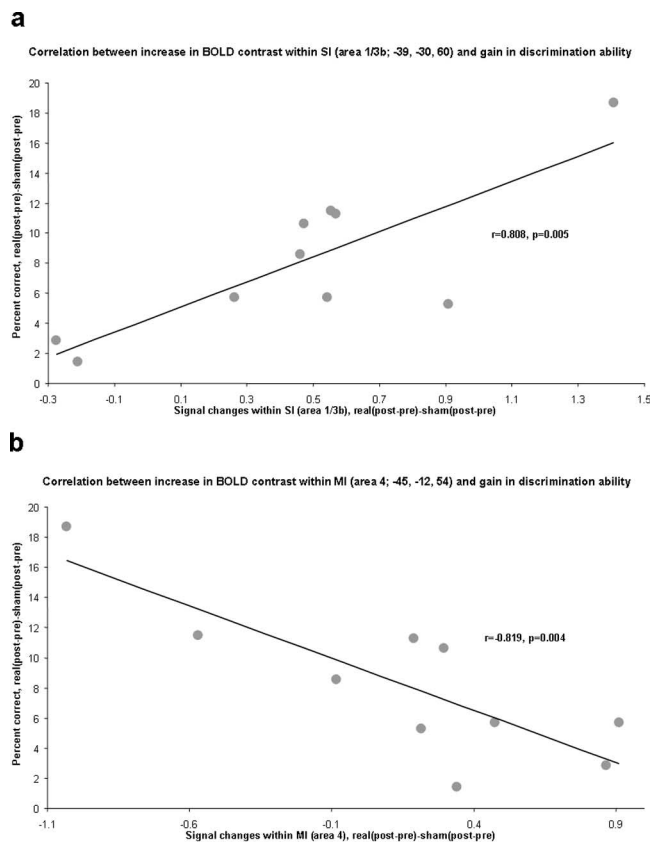 a
Correlation between increase in BOLD contrast within SI (area 1/3b; -39, -30, 60) and gain in discrimination ability
Percent correct, real(post-pre)-sham(post-pre)
20
18
16
14
12
10
8
6
4
2
0
r=0.808, p=0.005
-0.3 -0.1 0.1 0.3 0.5 0.7 0.9 1.1 1.3 1.5
Signal changes within SI (area 1/3b), real(post-pre)-sham(post-pre)
b
Correlation between increase in BOLD contrast within MI (area 4; -45, -12, 54) and gain in discrimination ability
Percent correct, real(post-pre)-sham(post-pre)
20
18
16
14
12
10
8
6
4
2
0
r=-0.819, p=0.004
-1.1 -0.6 -0.1 0.4 0.9
Signal changes within MI (area 4), real(post-pre)-sham(post-pre)